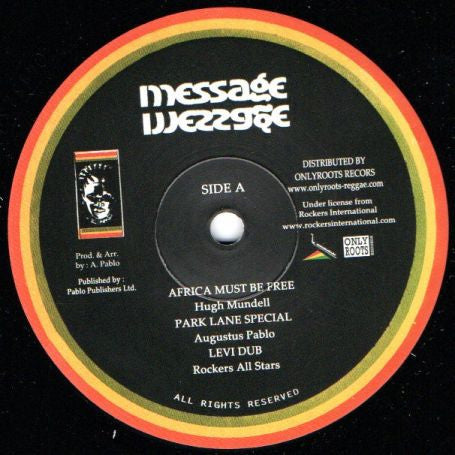 message
message
SIDE A
DISTRIBUTED BY
ONLYROOTS RECORS
www.onlyroots-reggae.com
Under license from
Rockers International
www.rockersinternational.com
ONLY
ROOTS
Prod. & Arr.
by : A. Pablo
Published by :
Pablo Publishers Ltd.
AFRICA MUST BE FREE
Hugh Mundell
PARK LANE SPECIAL
Augustus Pablo
LEVI DUB
Rockers All Stars
ALL RIGHTS RESERVED